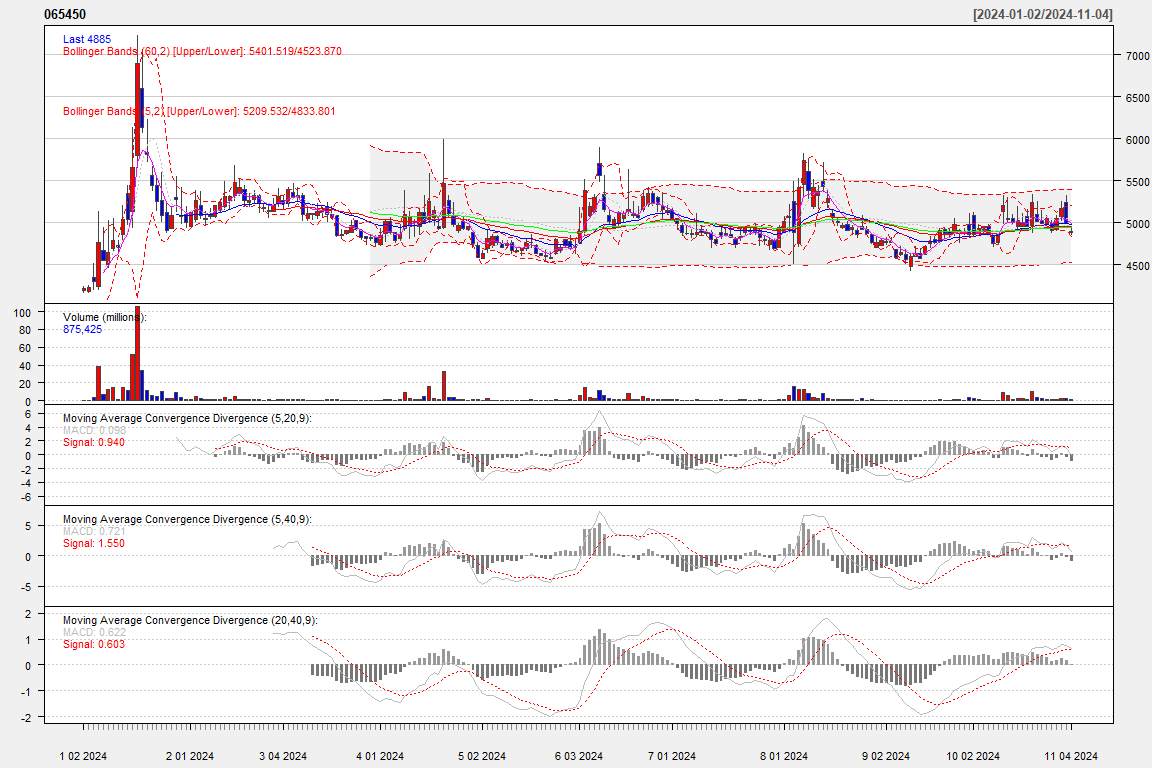 065450 [2024-01-02/2024-11-04]
Last 4885
Bollinger Bands (60,2) [Upper/Lower]: 5401.519/4523.870
Bollinger Bands (5,2) [Upper/Lower]: 5209.532/4833.801
7000
6500
6000
5500
5000
4500
Volume (millions):
875,425
100
80
60
40
20
0
Moving Average Convergence Divergence (5,20,9):
MACD: 0.098
Signal: 0.940
6
4
2
0
-2
-4
-6
Moving Average Convergence Divergence (5,40,9):
MACD: 0.721
Signal: 1.550
5
0
-5
Moving Average Convergence Divergence (20,40,9):
MACD: 0.622
Signal: 0.603
2
1
0
-1
-2
1 02 2024 2 01 2024 3 04 2024 4 01 2024 5 02 2024 6 03 2024 7 01 2024 8 01 2024 9 02 2024 10 02 2024 11 04 2024